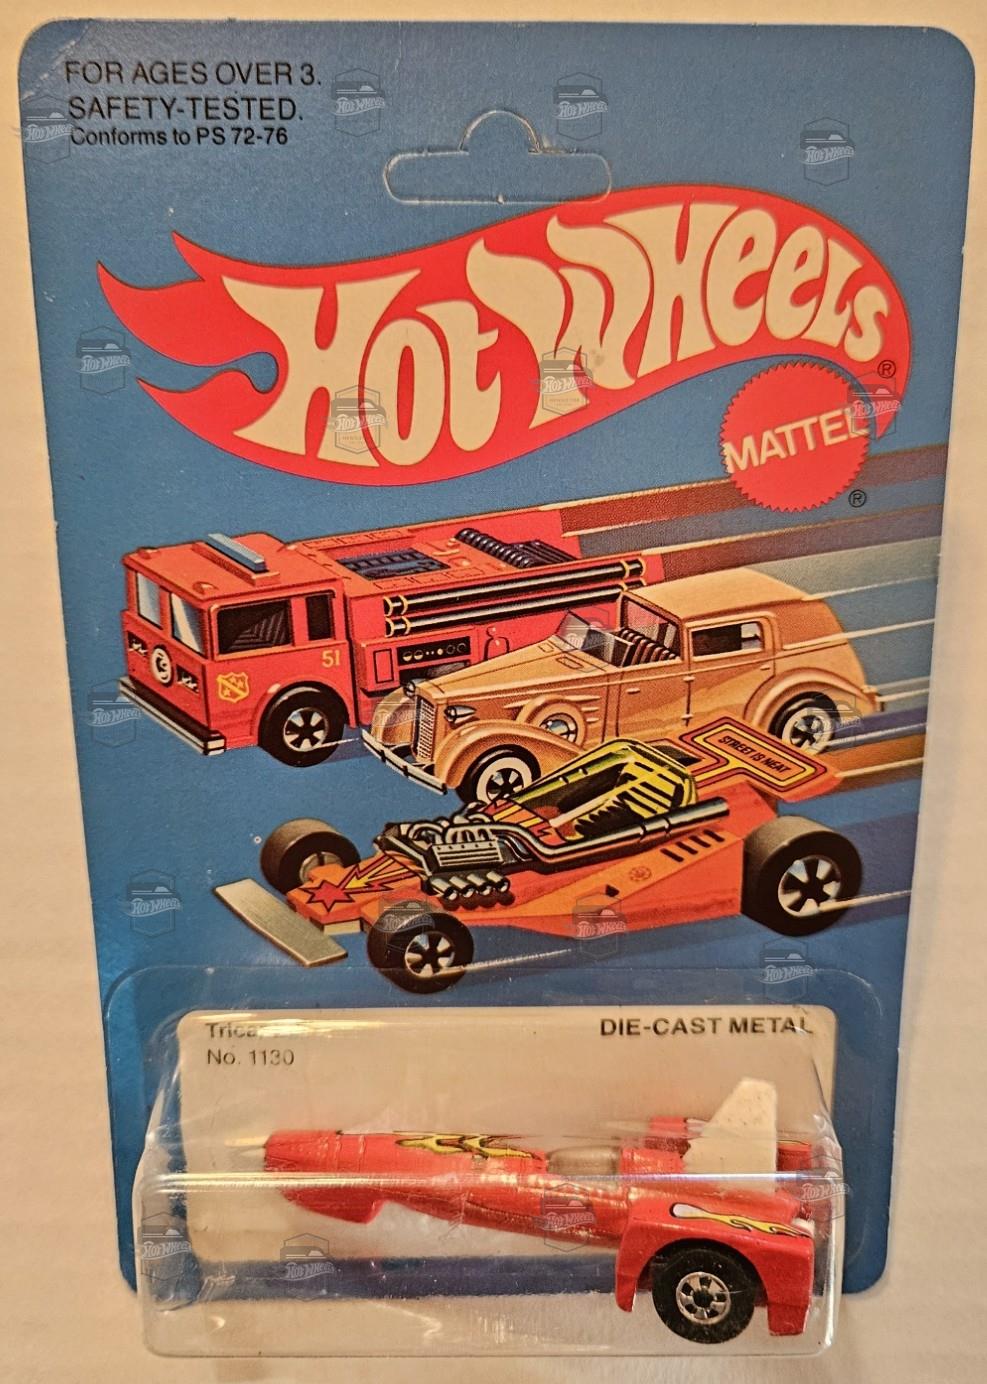 FOR AGES OVER 3.
SAFETY-TESTED.
Conforms to PS 72-76
HOT WHEELS
®
MATTEL
®
51
STREET IS NEAT
DIE-CAST METAL
No. 1130